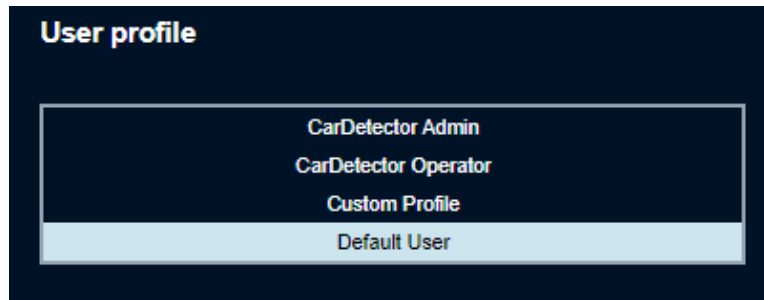 User profile
CarDetector Admin
CarDetector Operator
Custom Profile
Default User